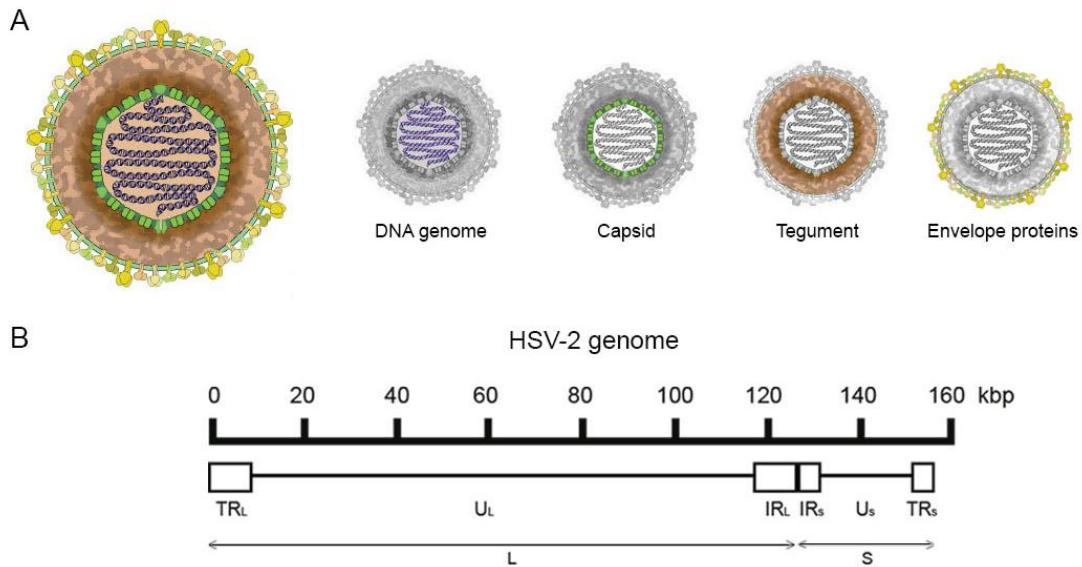 A
DNA genome
Capsid
Tegument
Envelope proteins
B
HSV-2 genome
0 20 40 60 80 100 120 140 160 kbp
TRL UL IRL IRS US TRS
L S